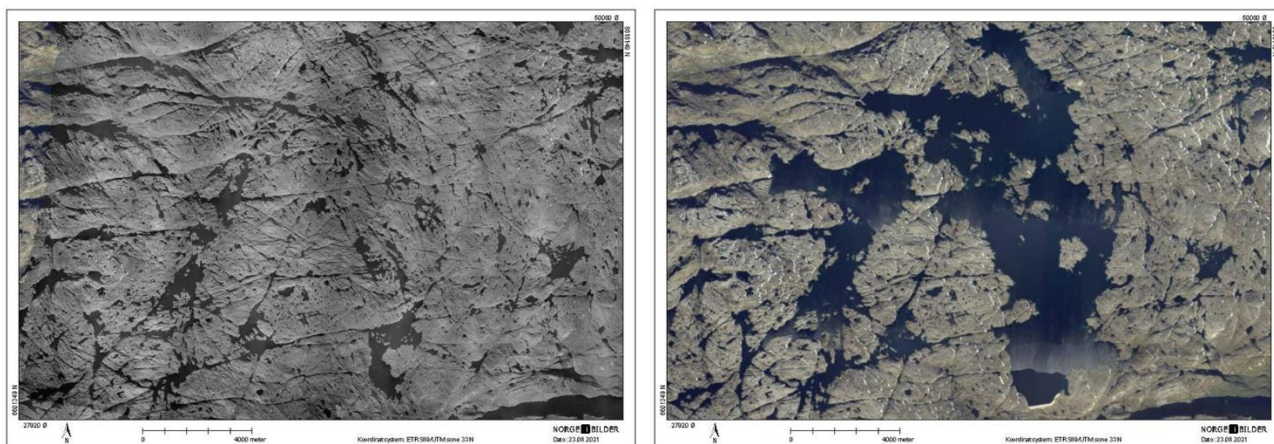 50080 Ø
27920 Ø
0
4000 meter
Koordinatsystem: ETRS89/UTM sone 33N
NORGE I BILDER
Dato: 23.08.2021
50080 Ø
27920 Ø
0
4000 meter
Koordinatsystem: ETRS89/UTM sone 33N
NORGE I BILDER
Dato: 23.08.2021